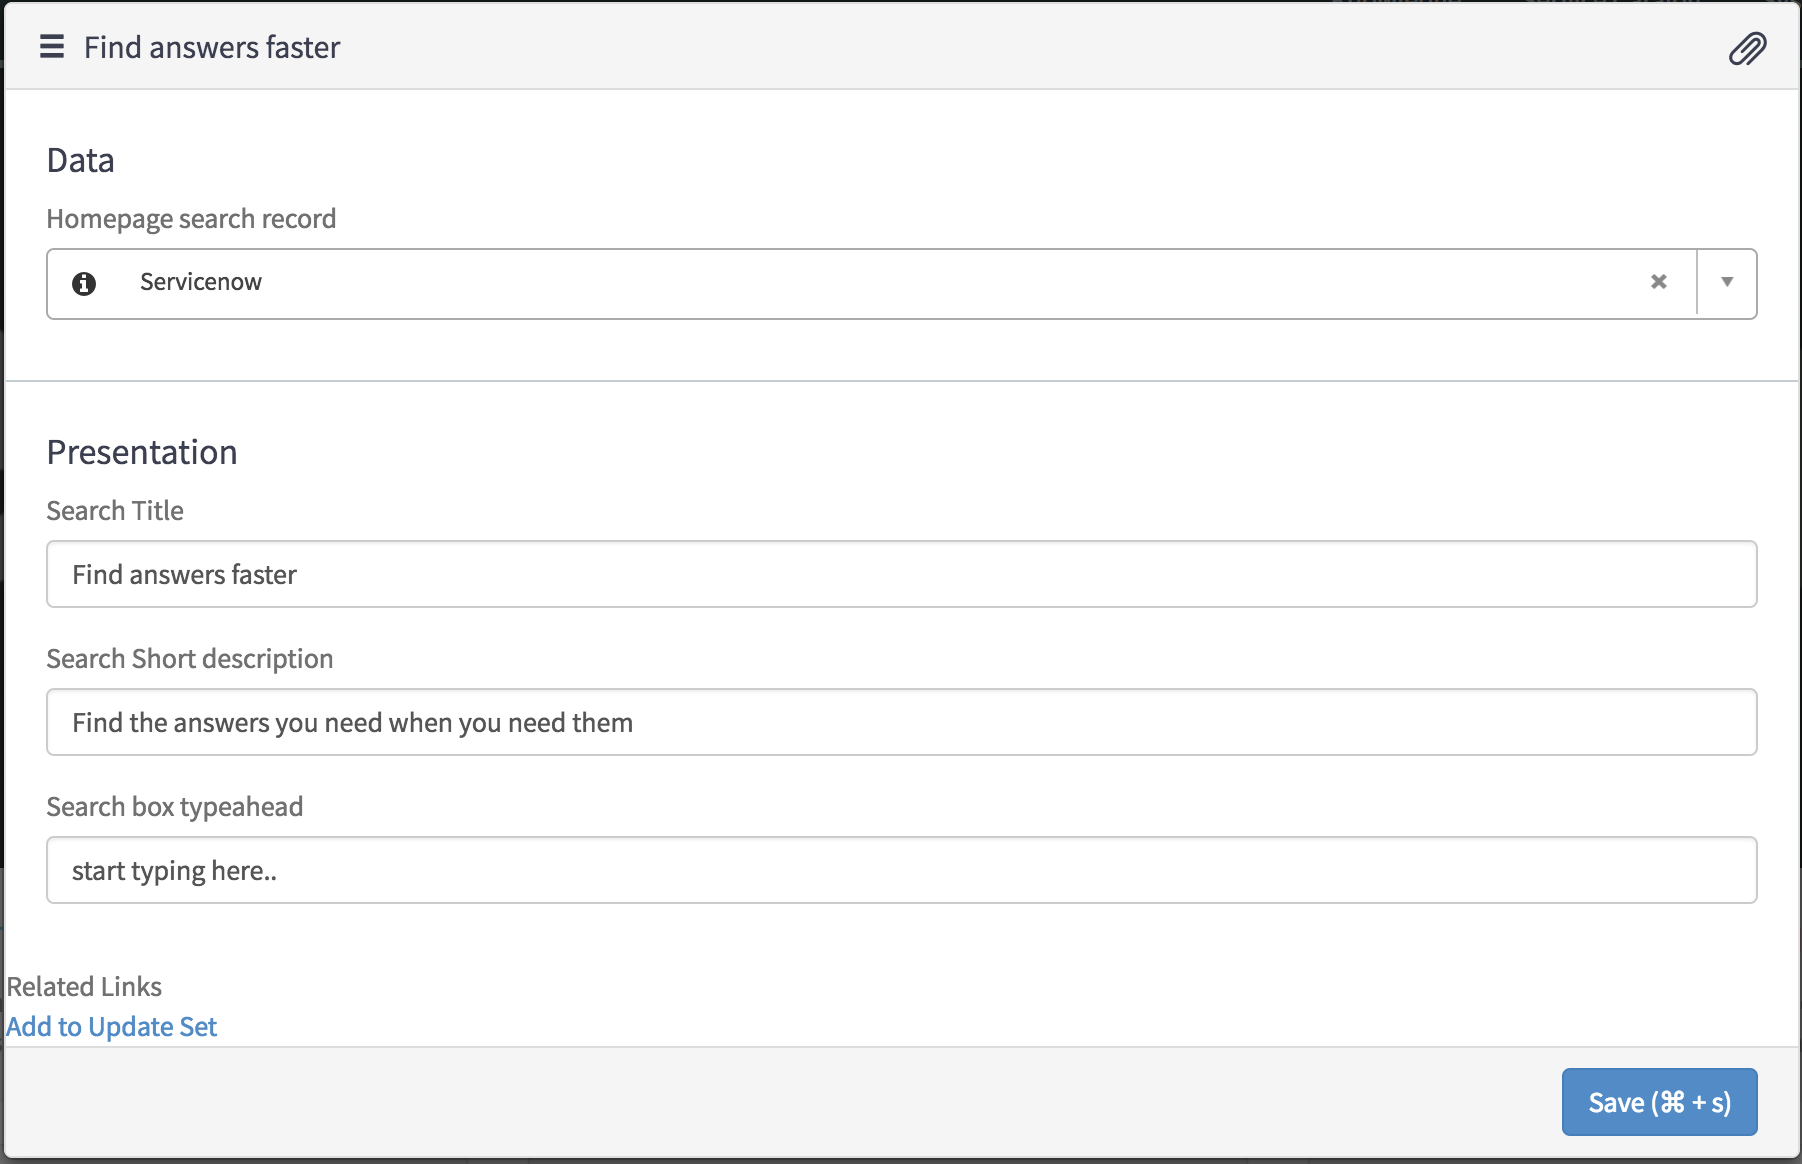 Find answers faster
Data
Homepage search record
Servicenow
Presentation
Search Title
Find answers faster
Search Short description
Find the answers you need when you need them
Search box typeahead
start typing here..
Related Links
Add to Update Set
Save (⌘ + s)